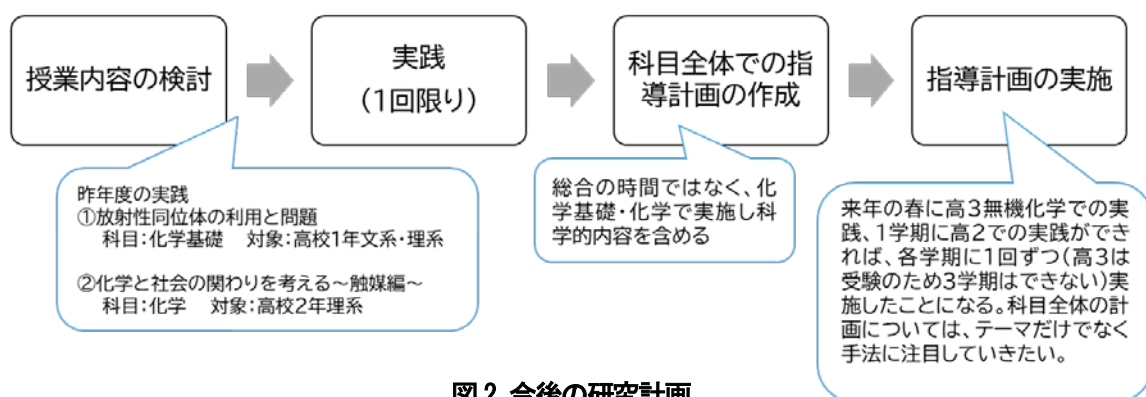 授業内容の検討
実践
(1回限り)
科目全体での指
導計画の作成
指導計画の実施
昨年度の実践
①放射性同位体の利用と問題
科目:化学基礎 対象:高校1年文系・理系
②化学と社会の関わりを考える~触媒編~
科目:化学 対象:高校2年理系
総合の時間ではなく、化
学基礎・化学で実施し科
学的内容を含める
来年の春に高3無機化学での実
践、1学期に高2での実践ができ
れば、各学期に1回ずつ(高3は
受験のため3学期はできない)実
施したことになる。科目全体の計
画については、テーマだけでなく
手法に注目していきたい。
図2 今後の研究計画